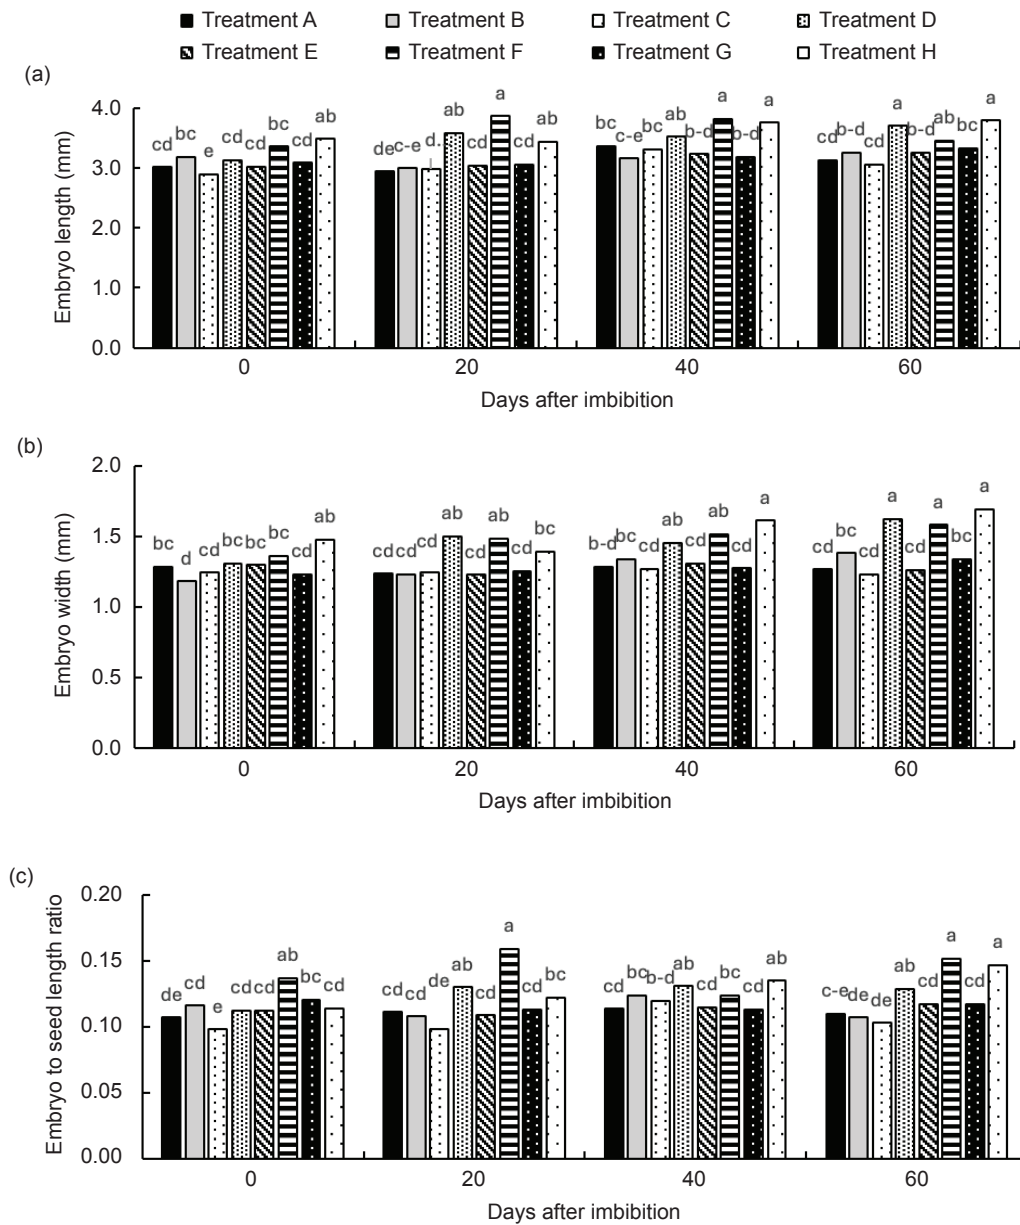 Treatment A Treatment B Treatment C Treatment D
Treatment E Treatment F Treatment G Treatment H
(a)
Embryo length (mm)
4.0
3.0
2.0
1.0
0.0
cd bc e cd cd bc cd ab
de c-e d. ab cd a cd ab
bc c-e bc ab b-d a b-d a
cd b-d cd a b-d ab bc a
0 20 40 60
Days after imbibition
(b)
Embryo width (mm)
2.0
1.5
1.0
0.5
0.0
bc d cd bc bc bc cd ab
cd cd cd ab cd ab cd bc
b-d bc cd ab cd ab cd a
cd bc cd a cd a bc a
0 20 40 60
Days after imbibition
(c)
Embryo to seed length ratio
0.20
0.15
0.10
0.05
0.00
de cd e cd cd ab bc cd
cd cd de ab cd a cd bc
cd bc b-d ab cd bc cd ab
c-e de de ab cd a cd a
0 20 40 60
Days after imbibition